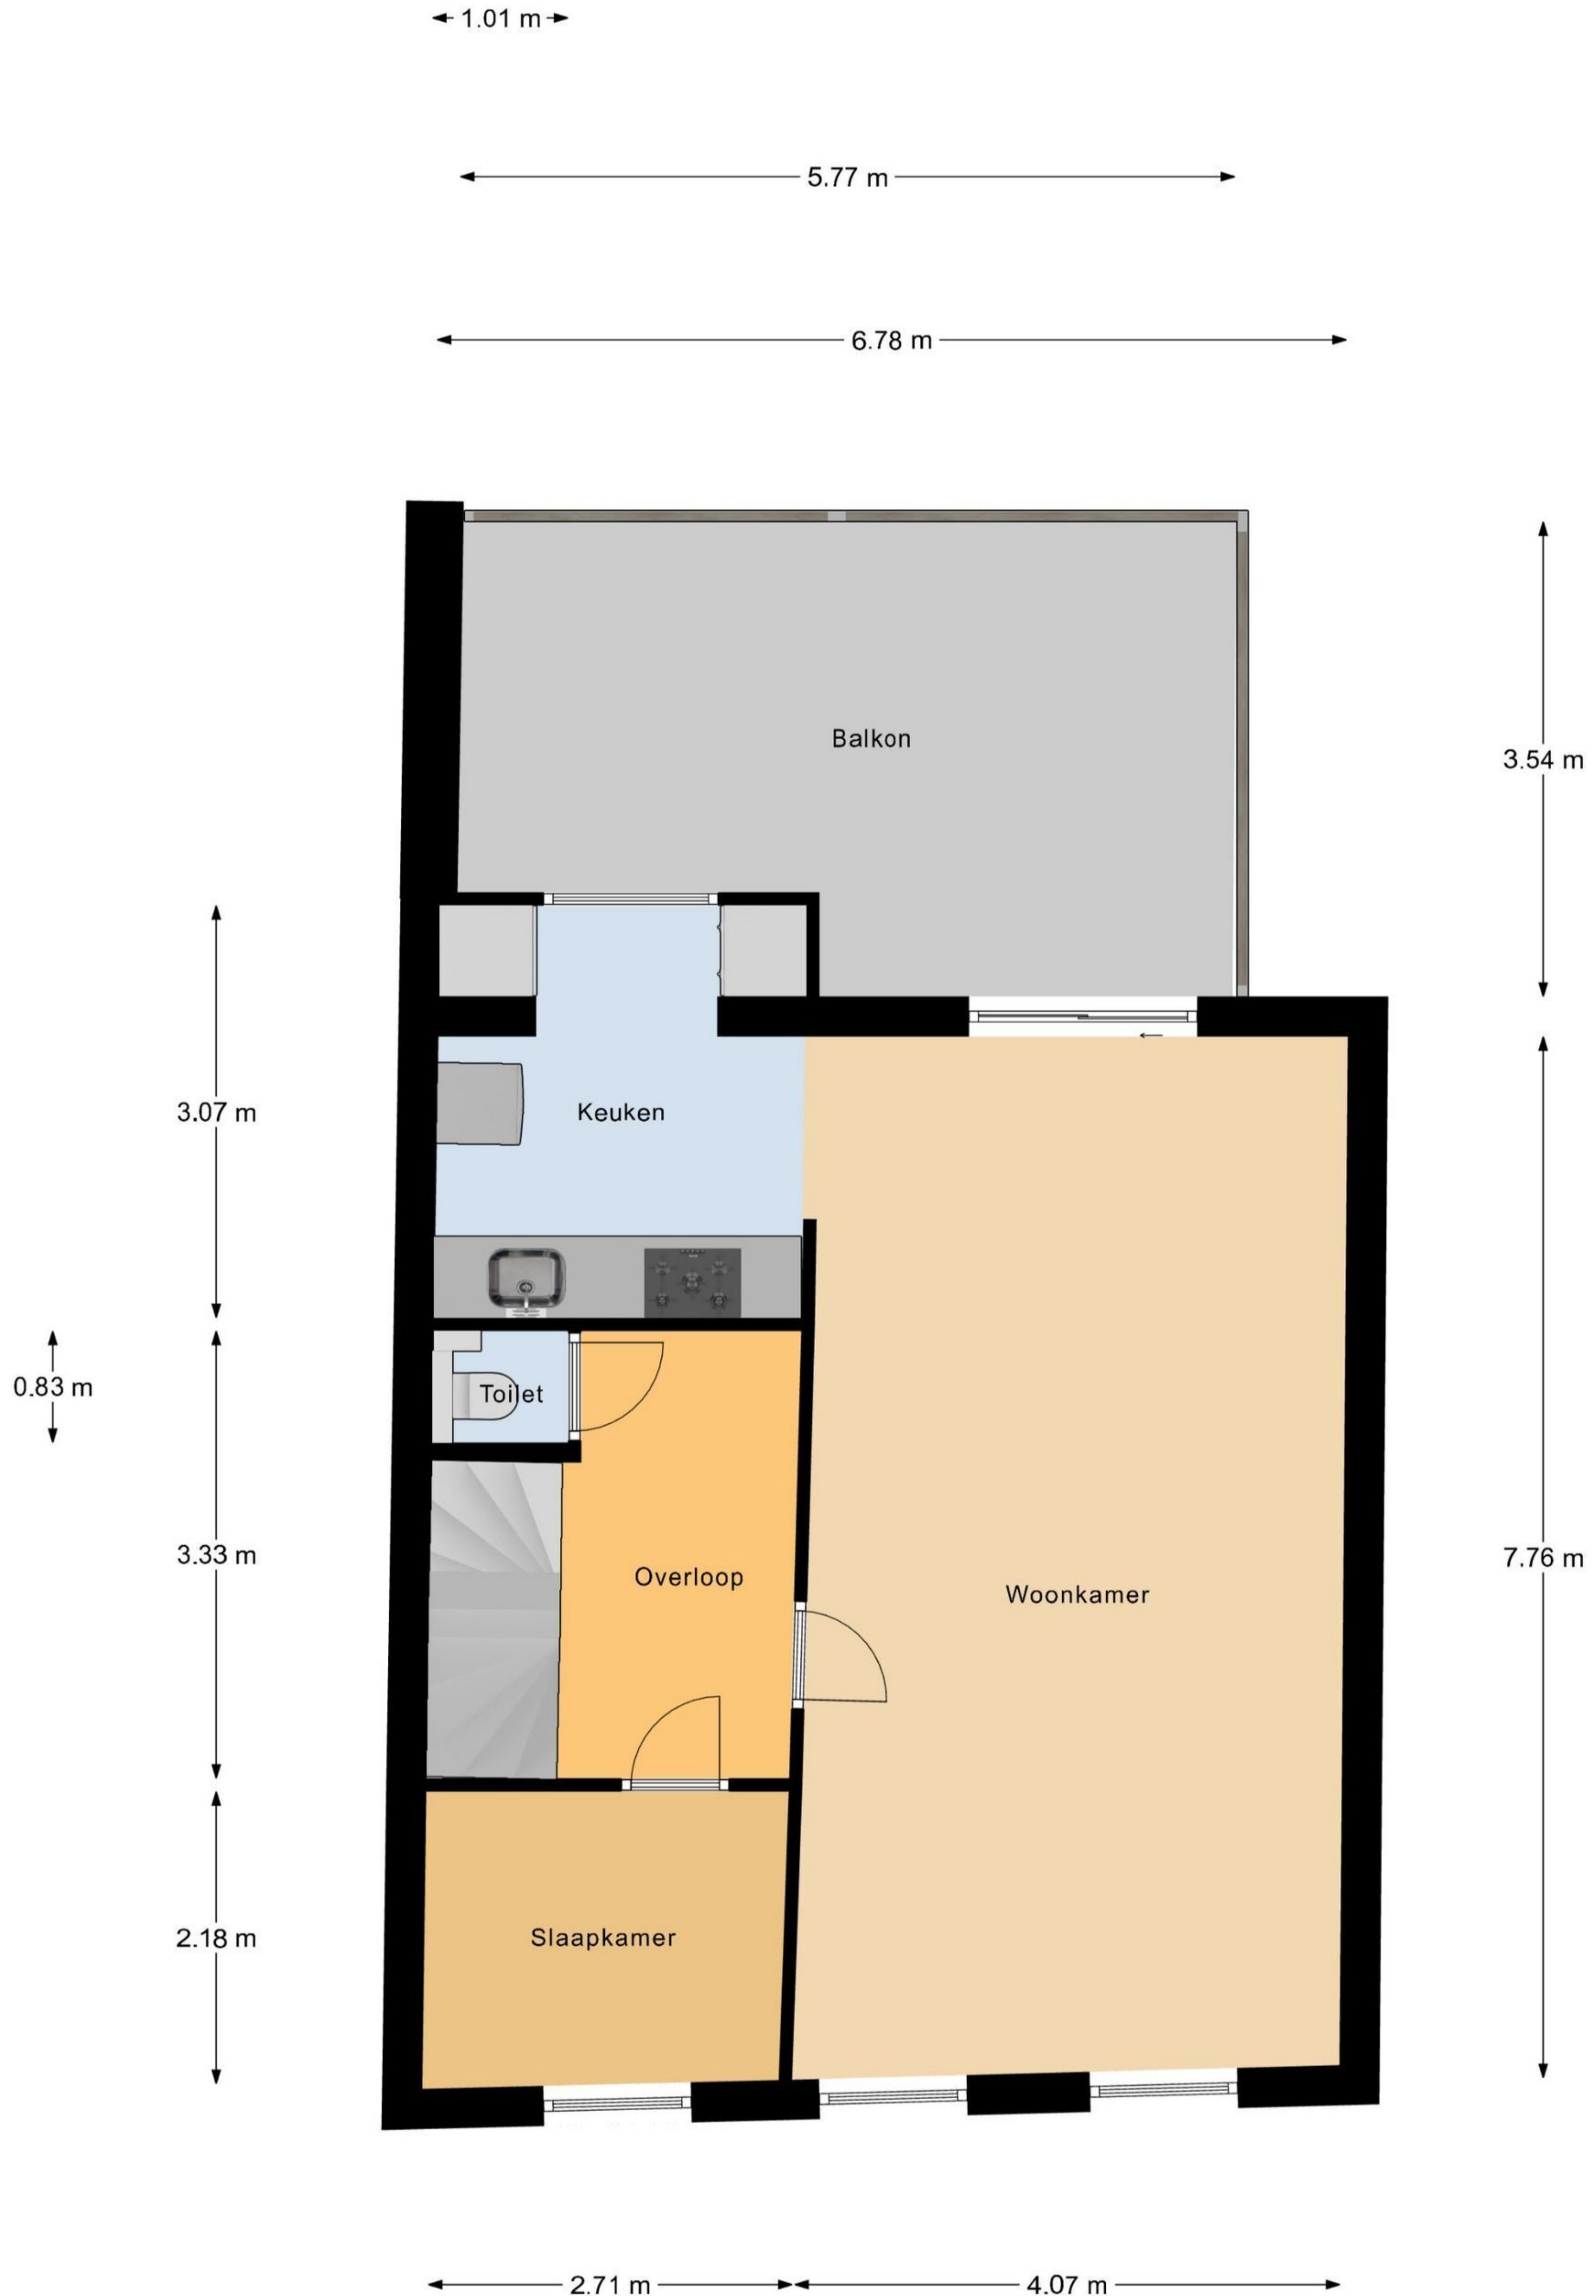 1.01 m
5.77 m
6.78 m
Balkon
3.54 m
Keuken
3.07 m
Toilet
0.83 m
3.33 m
Overloop
7.76 m
Woonkamer
Slaapkamer
2.18 m
2.71 m
4.07 m